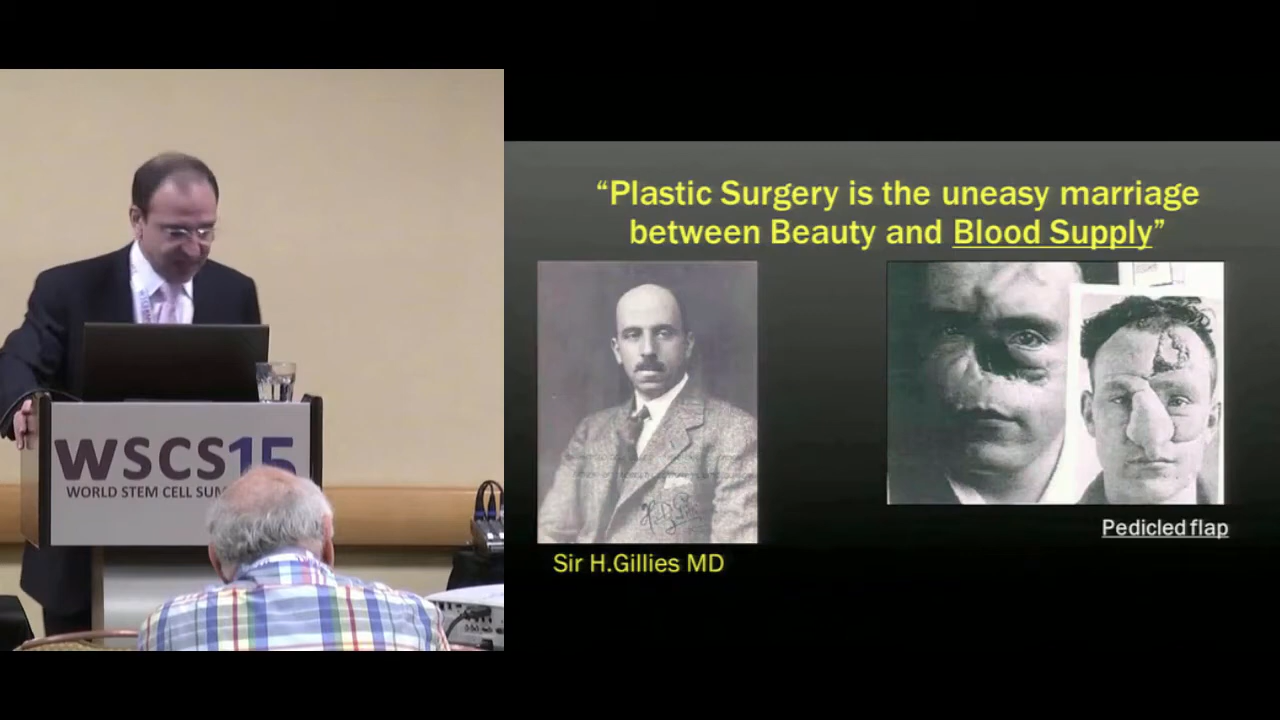 WSCS15
WORLD STEM CELL SUM
“Plastic Surgery is the uneasy marriage
between Beauty and Blood Supply”
Sir H.Gillies MD
Pedicled flap